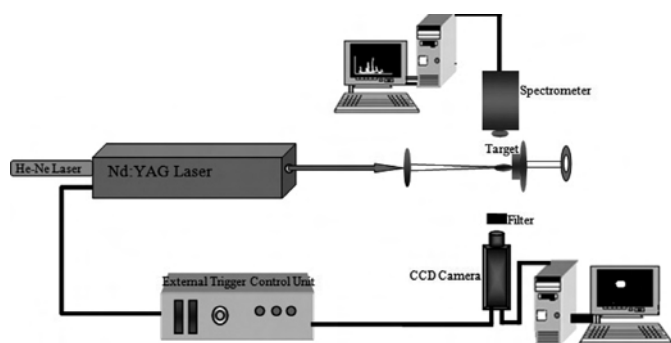 Spectrometer
Target
He-Ne Laser
Nd:YAG Laser
Filter
CCD Camera
External Trigger Control Unit